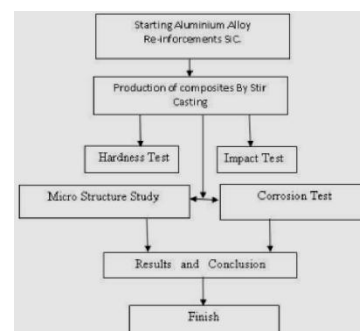 Starting Aluminium Alloy
Re-inforcements SiC.
Production of composites By Stir
Casting
Hardness Test
Impact Test
Micro Structure Study
Corrosion Test
Results and Conclusion
Finish